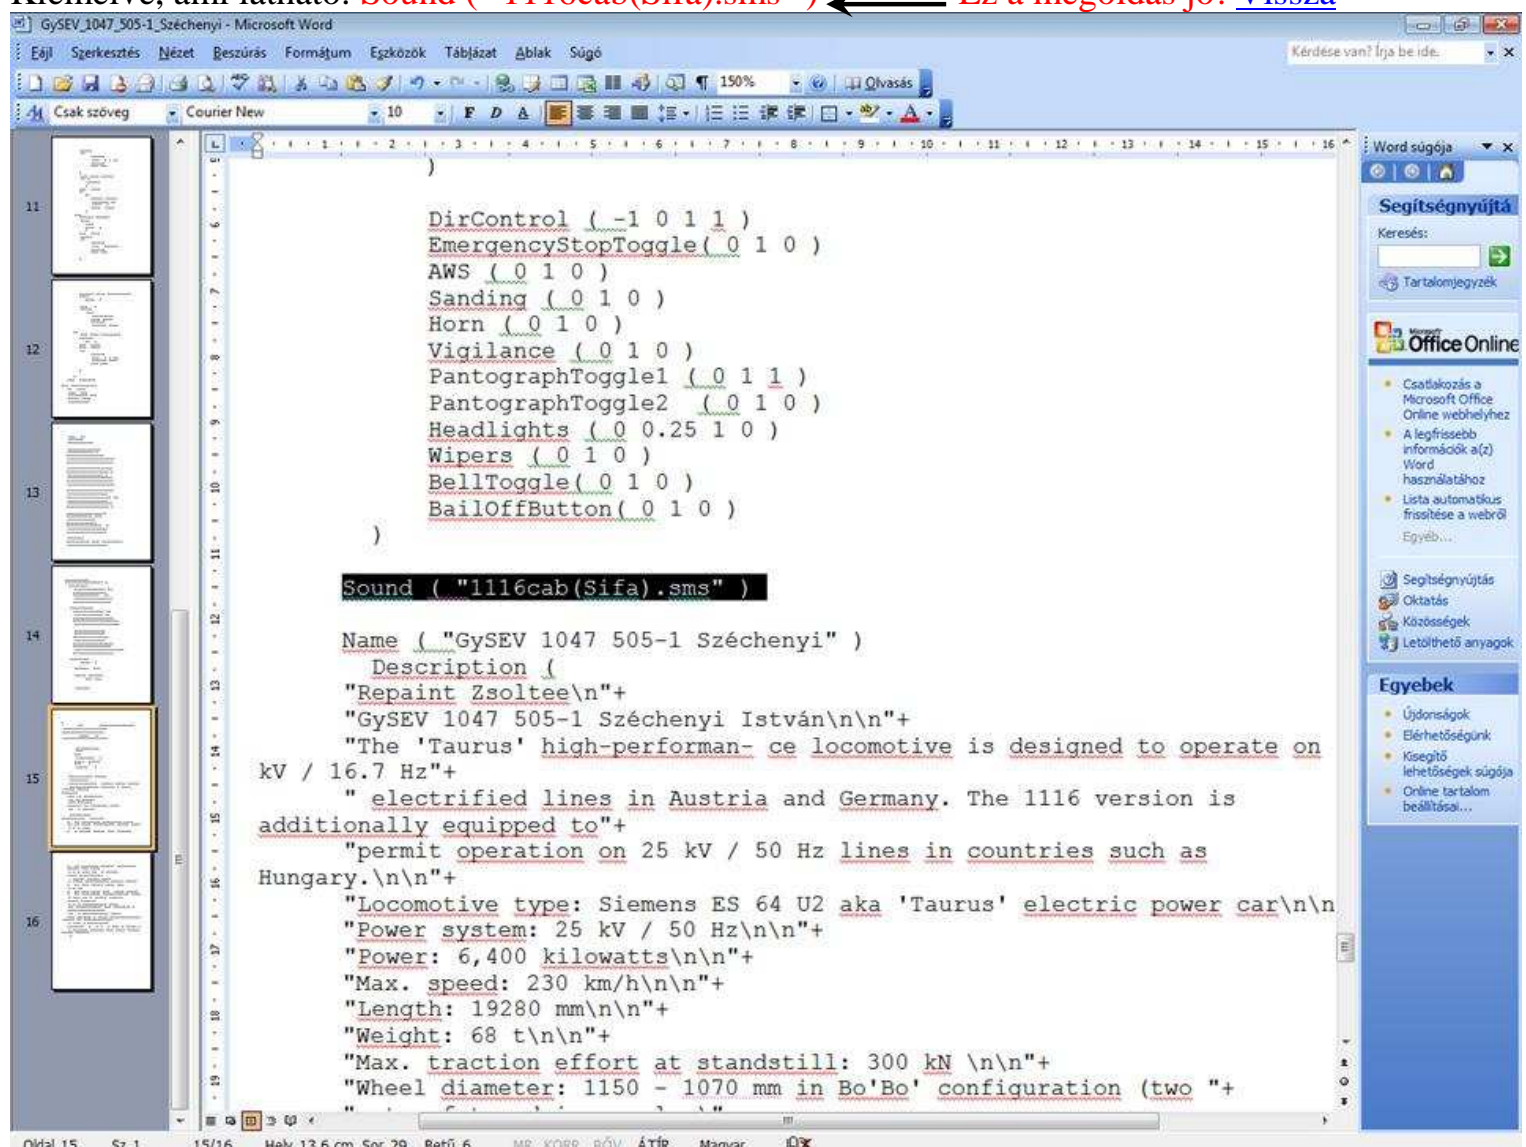 Kiemelve, ami látható: Sound ( "1116cab(Sifa).sms" ) Ez a megoldás jó! Vissza
GySEV_1047_505-1_Széchenyi - Microsoft Word
Fájl Szerkesztés Nézet Beszúrás Formátum Eszközök Táblázat Ablak Súgó
Kérdése van? Írja be ide.
150% Olvasás
Csak szöveg Courier New 10 F D A
Word súgója
Segítségnyújtá
Keresés:
Tartalomjegyzék
Microsoft
Office Online
Csatlakozás a
Microsoft Office
Online webhelyhez
A legfrissebb
információk a(z)
Word
használatához
Lista automatikus
frissítése a webről
Egyéb...
Segítségnyújtás
Oktatás
Közösségek
Letölthető anyagok
Egyebek
Újdonságok
Elérhetőségünk
Kisegítő
lehetőségek súgója
Online tartalom
beállításai...
11
12
13
14
15
16
)
DirControl ( -1 0 1 1 )
EmergencyStopToggle( 0 1 0 )
AWS ( 0 1 0 )
Sanding ( 0 1 0 )
Horn ( 0 1 0 )
Vigilance ( 0 1 0 )
PantographToggle1 ( 0 1 1 )
PantographToggle2 ( 0 1 0 )
Headlights ( 0 0.25 1 0 )
Wipers ( 0 1 0 )
BellToggle( 0 1 0 )
BailOffButton( 0 1 0 )
)
Sound ( "1116cab(Sifa).sms" )
Name ( "GySEV 1047 505-1 Széchenyi" )
Description (
"Repaint Zsoltee\n"+
"GySEV 1047 505-1 Széchenyi István\n\n"+
"The 'Taurus' high-performan- ce locomotive is designed to operate on
kV / 16.7 Hz"+
" electrified lines in Austria and Germany. The 1116 version is
additionally equipped to"+
"permit operation on 25 kV / 50 Hz lines in countries such as
Hungary.\n\n"+
"Locomotive type: Siemens ES 64 U2 aka 'Taurus' electric power car\n\n
"Power system: 25 kV / 50 Hz\n\n"+
"Power: 6,400 kilowatts\n\n"+
"Max. speed: 230 km/h\n\n"+
"Length: 19280 mm\n\n"+
"Weight: 68 t\n\n"+
"Max. traction effort at standstill: 300 kN \n\n"+
"Wheel diameter: 1150 - 1070 mm in Bo'Bo' configuration (two "+
Oldal 15 Sz 1 15/16 Hely 13,6 cm Sor 29 Betű 6 MR KORR BŐV ÁTÍR Magyar